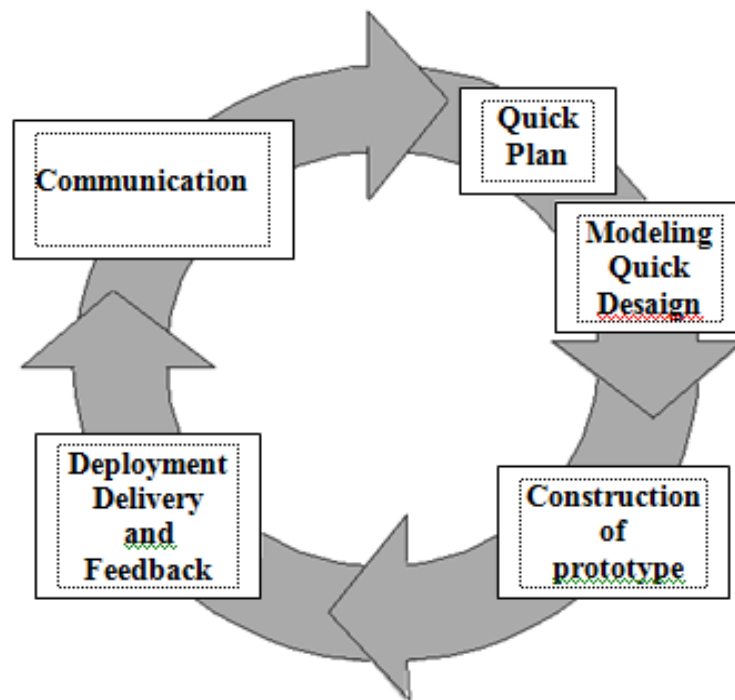 Communication
Quick
Plan
Modeling
Quick
Desaign
Construction
of
prototype
Deployment
Delivery
and
Feedback